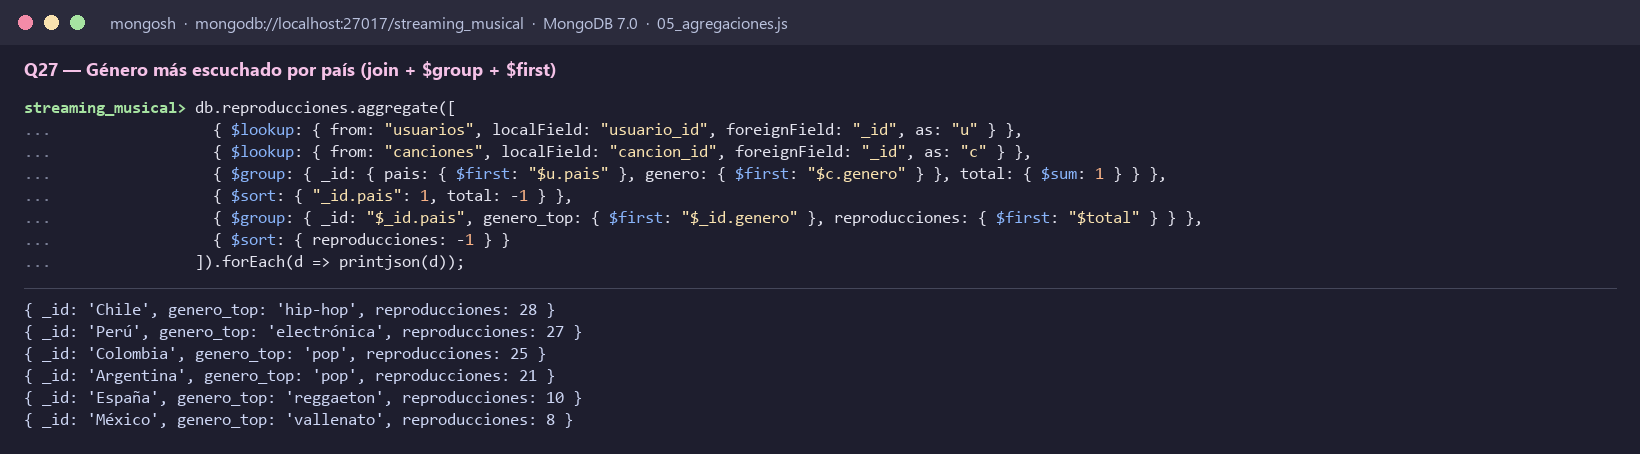 mongosh · mongodb://localhost:27017/streaming_musical · MongoDB 7.0 · 05_agregaciones.js
Q27 — Género más escuchado por país (join + $group + $first)
streaming_musical> db.reproducciones.aggregate([
...                  { $lookup: { from: "usuarios", localField: "usuario_id", foreignField: "_id", as: "u" } },
...                  { $lookup: { from: "canciones", localField: "cancion_id", foreignField: "_id", as: "c" } },
...                  { $group: { _id: { pais: { $first: "$u.pais" }, genero: { $first: "$c.genero" } }, total: { $sum: 1 } } },
...                  { $sort: { "_id.pais": 1, total: -1 } },
...                  { $group: { _id: "$_id.pais", genero_top: { $first: "$_id.genero" }, reproducciones: { $first: "$total" } } },
...                  { $sort: { reproducciones: -1 } }
...                ]).forEach(d => printjson(d));
{ _id: 'Chile', genero_top: 'hip-hop', reproducciones: 28 }
{ _id: 'Perú', genero_top: 'electrónica', reproducciones: 27 }
{ _id: 'Colombia', genero_top: 'pop', reproducciones: 25 }
{ _id: 'Argentina', genero_top: 'pop', reproducciones: 21 }
{ _id: 'España', genero_top: 'reggaeton', reproducciones: 10 }
{ _id: 'México', genero_top: 'vallenato', reproducciones: 8 }